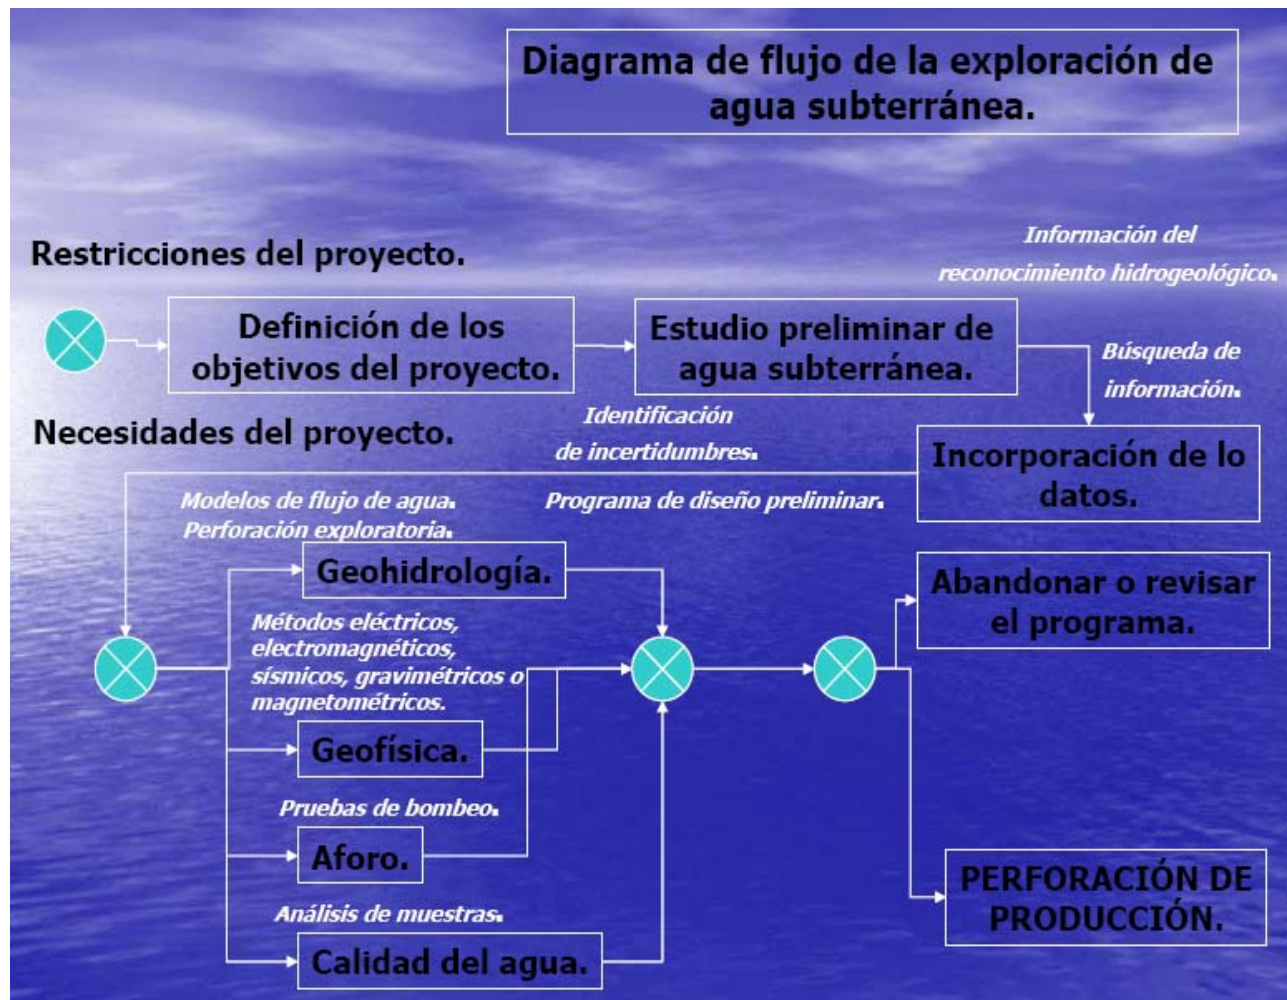 Diagrama de flujo de la exploración de
agua subterránea.
Información del
reconocimiento hidrogeológico.
Restricciones del proyecto.
Definición de los
objetivos del proyecto.
Estudio preliminar de
agua subterránea.
Búsqueda de
información.
Necesidades del proyecto.
Identificación
de incertidumbres.
Incorporación de lo
datos.
Modelos de flujo de agua.
Perforación exploratoria.
Programa de diseño preliminar.
Geohidrología.
Abandonar o revisar
el programa.
Métodos eléctricos,
electromagnéticos,
sísmicos, gravimétricos o
magnetométricos.
Geofísica.
Pruebas de bombeo.
Aforo.
Análisis de muestras.
Calidad del agua.
PERFORACIÓN DE
PRODUCCIÓN.